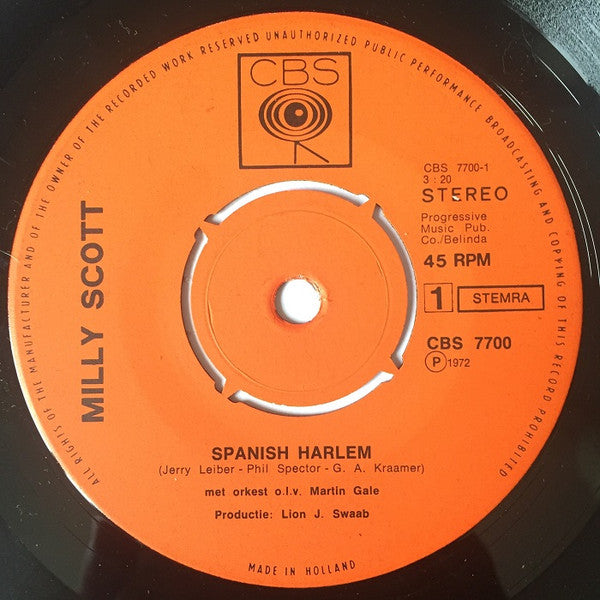 ALL RIGHTS OF THE MANUFACTURER AND OF THE OWNER OF THE RECORDED WORK RESERVED UNAUTHORIZED PUBLIC PERFORMANCE BROADCASTING AND COPYING OF THIS RECORD PROHIBITED
CBS
MILLY SCOTT
CBS 7700-1
3:20
STEREO
Progressive
Music Pub.
Co./Belinda
45 RPM
1 STEMRA
CBS 7700
P 1972
SPANISH HARLEM
(Jerry Leiber - Phil Spector - G. A. Kraamer)
met orkest o.l.v. Martin Gale
Productie: Lion J. Swaab
MADE IN HOLLAND